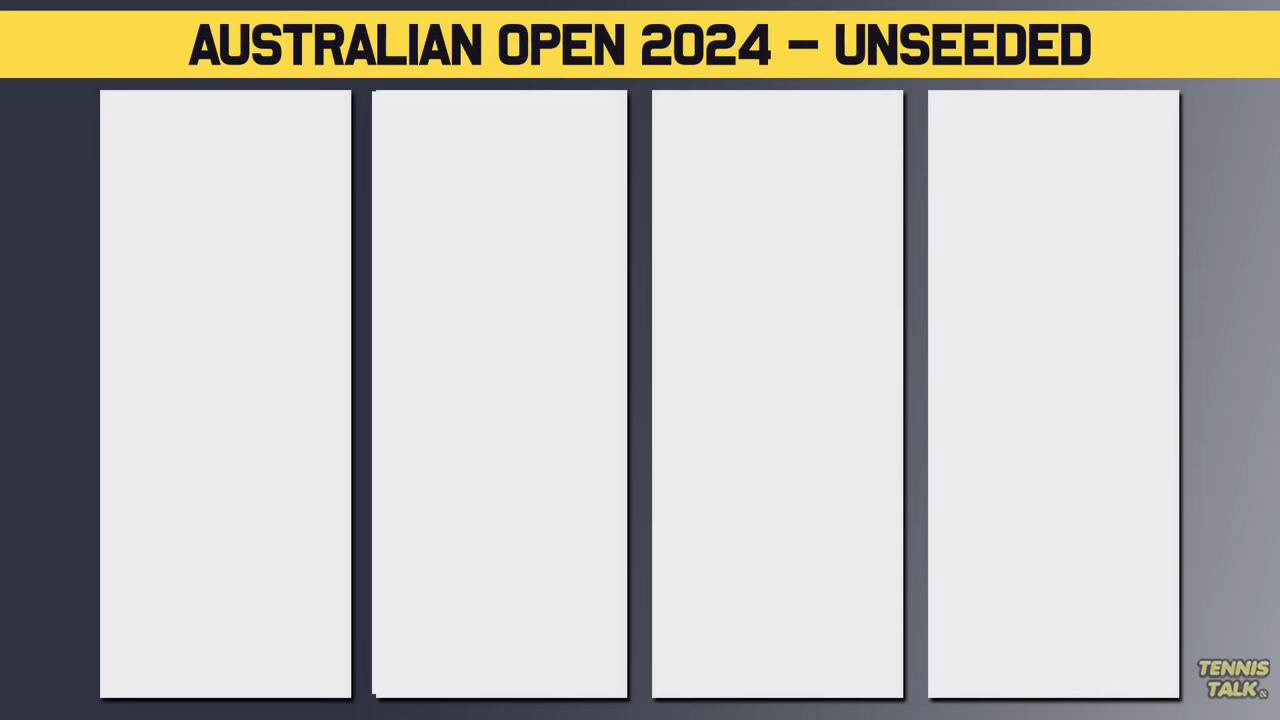 AUSTRALIAN OPEN 2024 – UNSEEDED
TENNIS
TALK